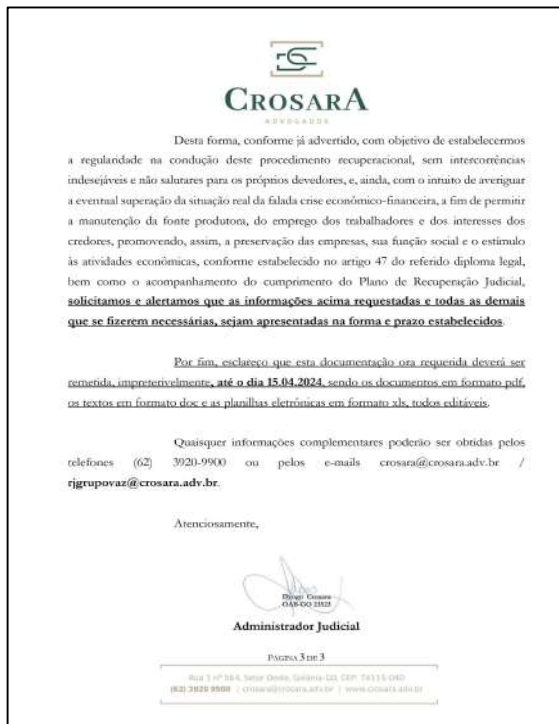 CROSARA
ADVOGADOS
Desta forma, conforme já advertido, com objetivo de estabelecermos
a regularidade na condução deste procedimento recuperacional, sem intercorrências
indesejáveis e não salutares para os próprios devedores, e, ainda, com o intuito de averiguar
a eventual superação da situação real da falada crise econômico-financeira, a fim de permitir
a manutenção da fonte produtora, do emprego dos trabalhadores e dos interesses dos
credores, promovendo, assim, a preservação das empresas, sua função social e o estímulo
às atividades econômicas, conforme estabelecido no artigo 47 do referido diploma legal,
bem como o acompanhamento do cumprimento do Plano de Recuperação Judicial,
solicitamos e alertamos que as informações acima requestadas e todas as demais
que se fizerem necessárias, sejam apresentadas na forma e prazo estabelecidos.
Por fim, esclareço que esta documentação ora requerida deverá ser
remetida, impreterivelmente, até o dia 15.04.2024, sendo os documentos em formato pdf,
os textos em formato doc e as planilhas eletrônicas em formato xls, todos editáveis.
Quaisquer informações complementares poderão ser obtidas pelos
telefones (62) 3920-9900 ou pelos e-mails crosara@crosara.adv.br /
rjgrupovaz@crosara.adv.br.
Atenciosamente,
Crosara
OAB-GO
Administrador Judicial
PÁGINA 3 DE 3
Setor Oeste, Goiânia-GO, CEP:
(62) 3920 9900 / crosara@crosara.adv.br / www.crosara.adv.br